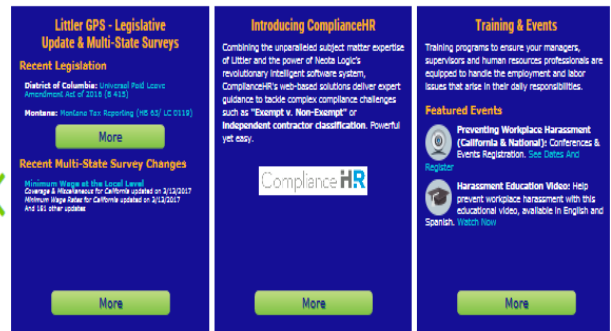 Littler GPS - Legislative
Update & Multi-State Surveys
Recent Legislation
District of Columbia: Universal Paid Leave
Amendment Act of 2016 (B 415)
Montana: Montana Tax Reporting (HB 63/ LC 0119)
More
Recent Multi-State Survey Changes
Minimum Wage at the Local Level
Coverage & Miscellaneous for California updated on 2/13/2017
Minimum Wage Rates for California updated on 2/13/2017
And 181 other updates
More
Introducing ComplianceHR
Combining the unparalleled subject matter expertise
of Littler and the power of Neota Logic's
revolutionary intelligent software system,
ComplianceHR's web-based solutions deliver expert
guidance to tackle complex compliance challenges
such as "Exempt v. Non-Exempt" or
Independent contractor classification. Powerful
yet easy.
Compliance HR
More
Training & Events
Training programs to ensure your managers,
supervisors and human resources professionals are
equipped to handle the employment and labor
issues that arise in their daily responsibilities.
Featured Events
Preventing Workplace Harassment
(California & National): Conferences &
Events Registration. See Dates And
Register
Harassment Education Video: Help
prevent workplace harassment with this
educational video, available in English and
Spanish. Watch Now
More